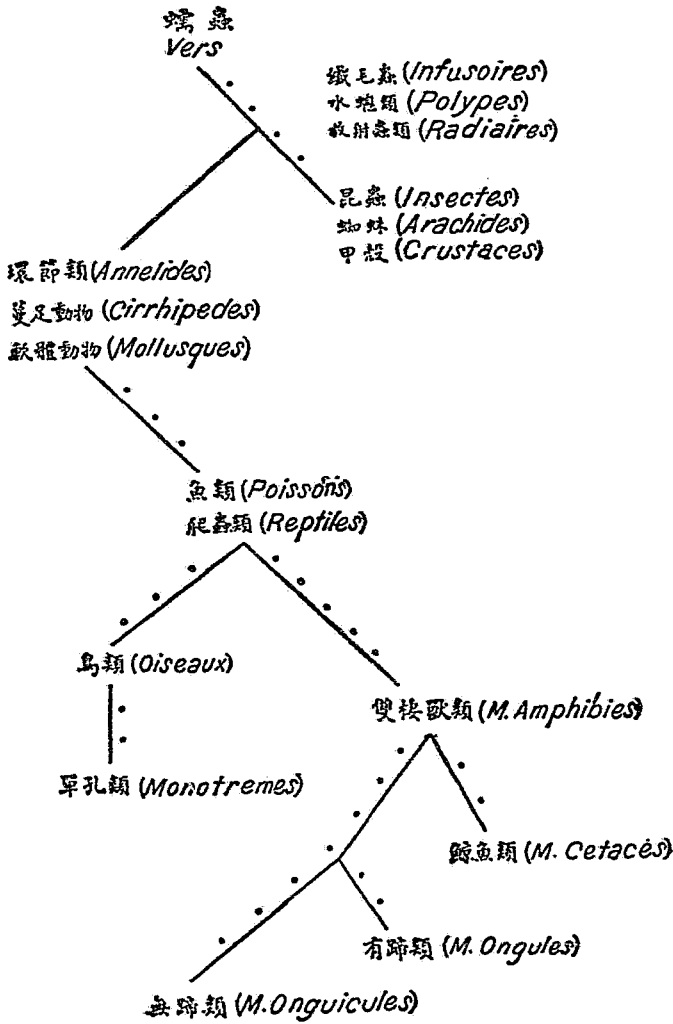 蠕蟲
Vers
纖毛蟲(Infusoires)
水螅類(Polypes)
放射蟲類(Radiaires)
昆蟲(Insectes)
蜘蛛(Arachides)
甲殼(Crustaces)
環節類(Annelides)
蔓足動物(Cirrhipedes)
軟體動物(Mollusques)
魚類(Poissons)
爬蟲類(Reptiles)
鳥類(Oiseaux)
雙棲獸類(M.Amphibies)
單孔類(Monotremes)
鯨魚類(M. Cetacés)
有蹄類(M.Ongules)
無蹄類(M.Onguicules)